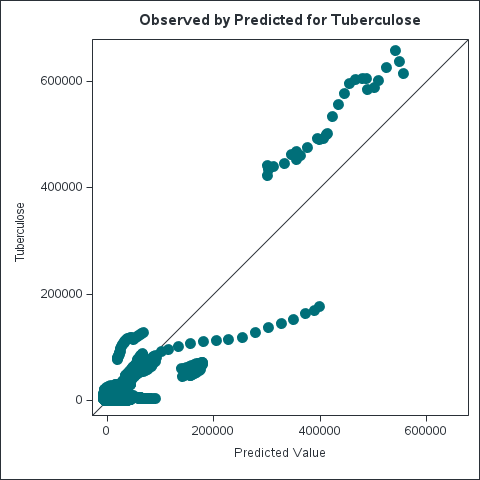 Observed by Predicted for Tuberculose
600000
400000
200000
0
Tuberculose
0 200000 400000 600000
Predicted Value